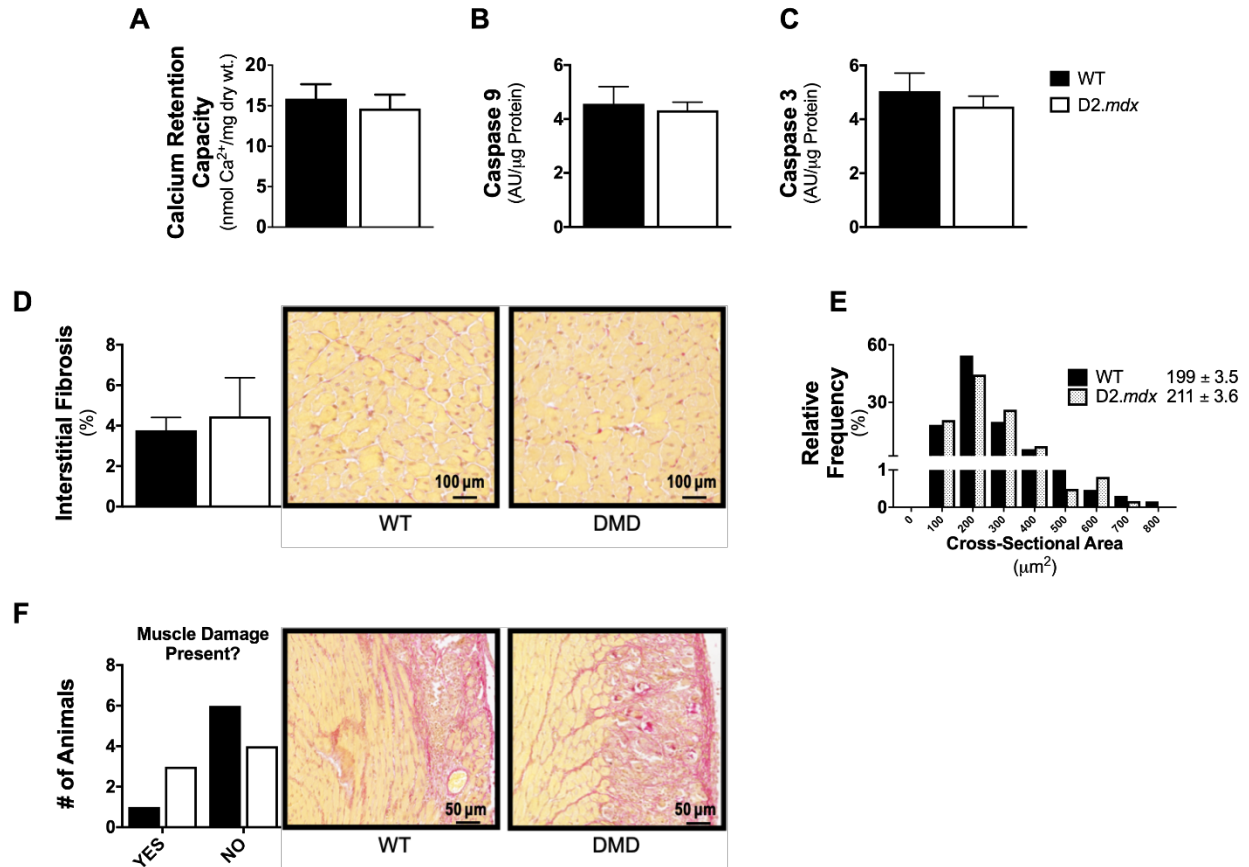 A
Calcium Retention
Capacity
(nmol Ca²⁺/mg dry wt.)
20
15
10
5
0
B
Caspase 9
(AU/μg Protein)
6
4
2
0
C
Caspase 3
(AU/μg Protein)
6
4
2
0
WT
D2.mdx
D
Interstitial Fibrosis
(%)
8
6
4
2
0
100 μm
WT
100 μm
DMD
E
Relative
Frequency
(%)
60
30
1
0
WT 199 ± 3.5
D2.mdx 211 ± 3.6
0 100 200 300 400 500 600 700 800
Cross-Sectional Area
(μm²)
F
Muscle Damage
Present?
# of Animals
8
6
4
2
0
YES NO
50 μm
WT
50 μm
DMD